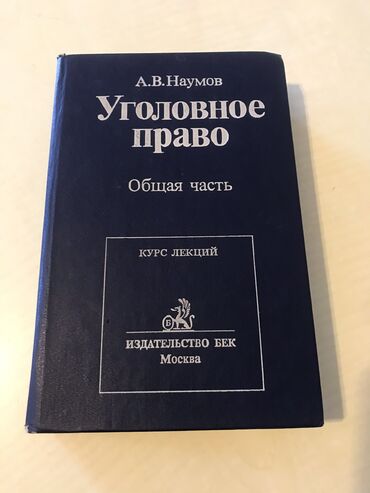 А.В.Наумов
Уголовное
право
Общая часть
КУРС ЛЕКЦИЙ
Б
ИЗДАТЕЛЬСТВО БЕК
Москва